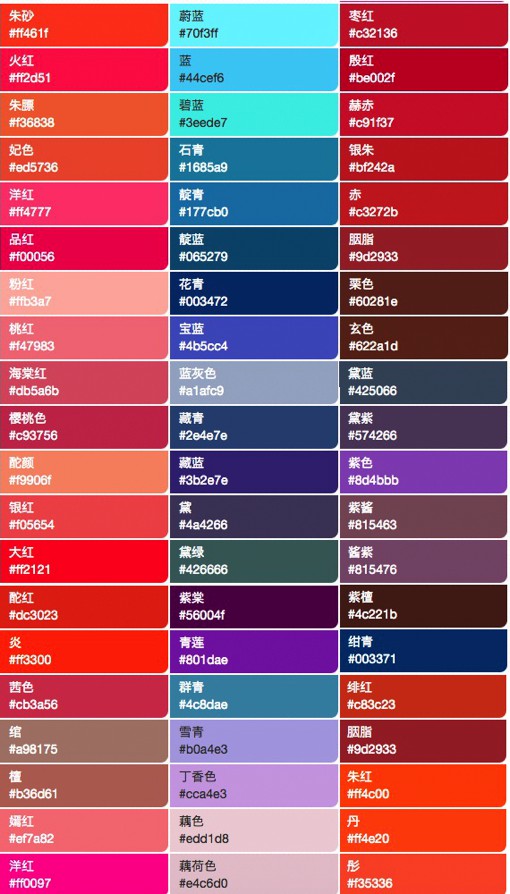 朱砂
#ff461f
火红
#ff2d51
朱膘
#f36838
妃色
#ed5736
洋红
#ff4777
品红
#f00056
粉红
#ffb3a7
桃红
#f47983
海棠红
#db5a6b
樱桃色
#c93756
酡颜
#f9906f
银红
#f05654
大红
#ff2121
酡红
#dc3023
炎
#ff3300
茜色
#cb3a56
绾
#a98175
檀
#b36d61
嫣红
#ef7a82
洋红
#ff0097
蔚蓝
#70f3ff
蓝
#44cef6
碧蓝
#3eede7
石青
#1685a9
靛青
#177cb0
靛蓝
#065279
花青
#003472
宝蓝
#4b5cc4
蓝灰色
#a1afc9
藏青
#2e4e7e
藏蓝
#3b2e7e
黛
#4a4266
黛绿
#426666
紫棠
#56004f
青莲
#801dae
群青
#4c8dae
雪青
#b0a4e3
丁香色
#cca4e3
藕色
#edd1d8
藕荷色
#e4c6d0
枣红
#c32136
殷红
#be002f
赫赤
#c91f37
银朱
#bf242a
赤
#c3272b
胭脂
#9d2933
栗色
#60281e
玄色
#622a1d
黛蓝
#425066
黛紫
#574266
紫色
#8d4bbb
紫酱
#815463
酱紫
#815476
紫檀
#4c221b
绀青
#003371
绯红
#c83c23
胭脂
#9d2933
朱红
#ff4c00
丹
#ff4e20
彤
#f35336